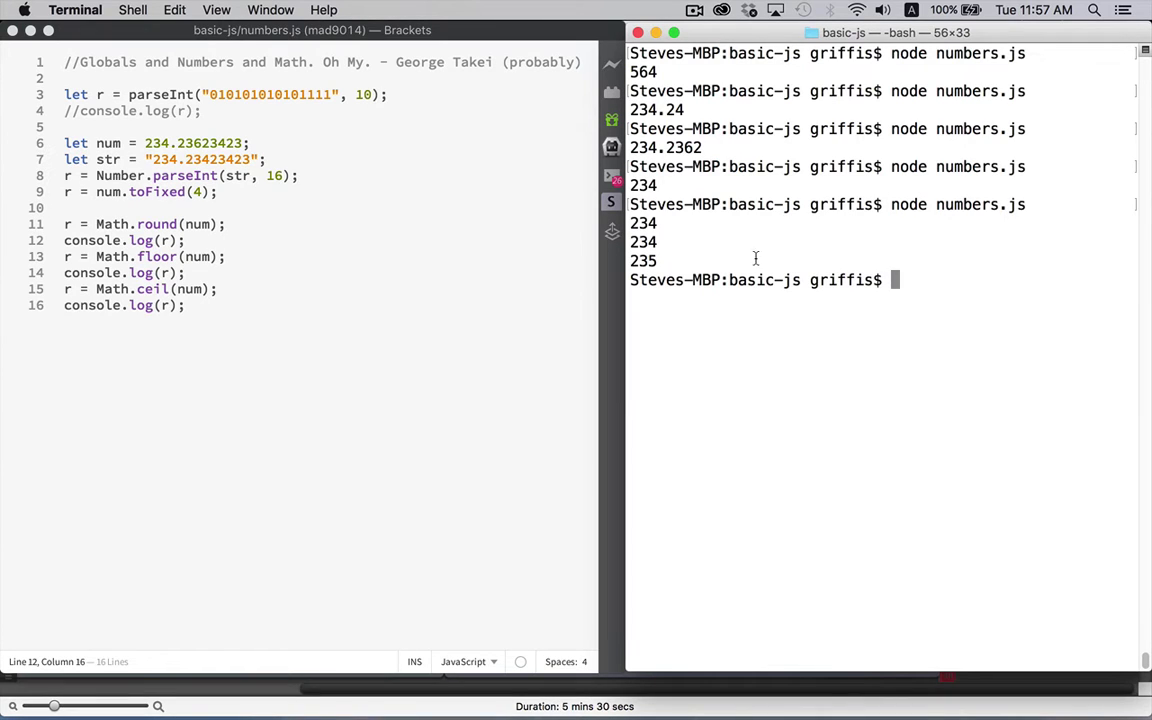 Terminal Shell Edit View Window Help 100% Tue 11:57 AM
basic-js/numbers.js (mad9014) — Brackets
1 //Globals and Numbers and Math. Oh My. - George Takei (probably)
2
3 let r = parseInt("010101010101111", 10);
4 //console.log(r);
5
6 let num = 234.23623423;
7 let str = "234.23423423";
8 r = Number.parseInt(str, 16);
9 r = num.toFixed(4);
10
11 r = Math.round(num);
12 console.log(r);
13 r = Math.floor(num);
14 console.log(r);
15 r = Math.ceil(num);
16 console.log(r);
Line 12, Column 16 — 16 Lines
INS JavaScript Spaces: 4
26
S
basic-js — -bash — 56×33
[Steves-MBP:basic-js griffis$ node numbers.js ]
564
[Steves-MBP:basic-js griffis$ node numbers.js
234.24
[Steves-MBP:basic-js griffis$ node numbers.js
234.2362
[Steves-MBP:basic-js griffis$ node numbers.js
234
[Steves-MBP:basic-js griffis$ node numbers.js ]
234
234
235
Steves-MBP:basic-js griffis$
Duration: 5 mins 30 secs